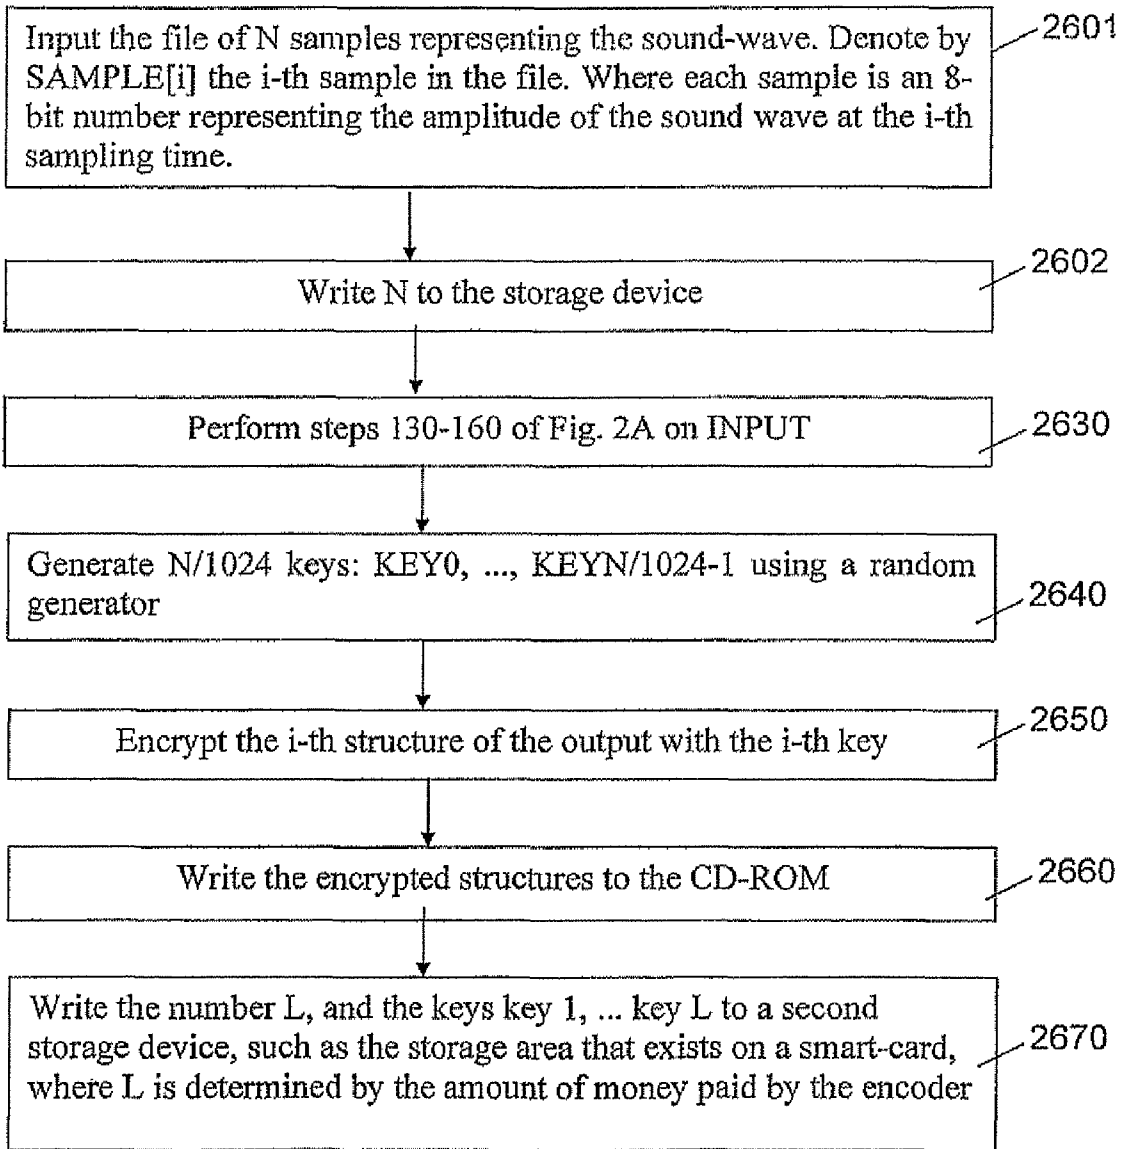 Input the file of N samples representing the sound-wave. Denote by
SAMPLE[i] the i-th sample in the file. Where each sample is an 8-
bit number representing the amplitude of the sound wave at the i-th
sampling time.
2601
Write N to the storage device
2602
Perform steps 130-160 of Fig. 2A on INPUT
2630
Generate N/1024 keys: KEY0, ..., KEYN/1024-1 using a random
generator
2640
Encrypt the i-th structure of the output with the i-th key
2650
Write the encrypted structures to the CD-ROM
2660
Write the number L, and the keys key 1, ... key L to a second
storage device, such as the storage area that exists on a smart-card,
where L is determined by the amount of money paid by the encoder
2670